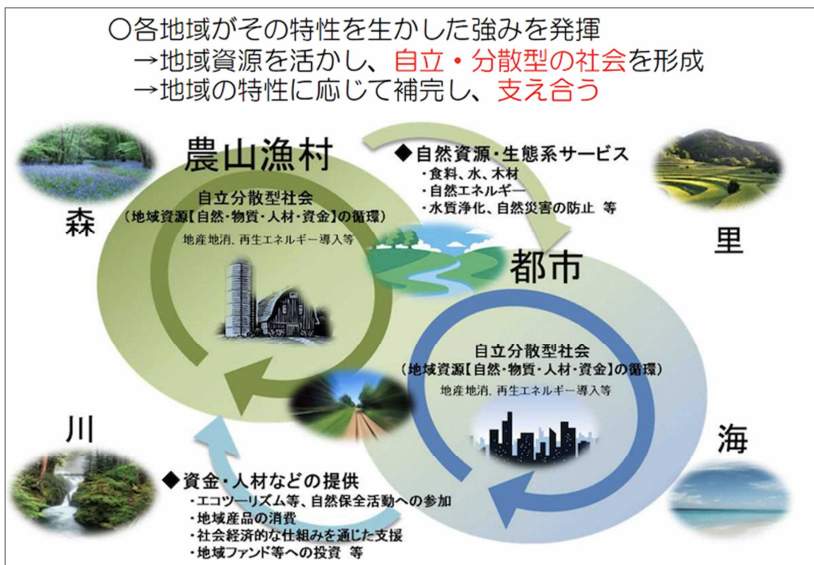 〇各地域がその特性を生かした強みを発揮
→地域資源を活かし、自立・分散型の社会を形成
→地域の特性に応じて補完し、支え合う
農山漁村
◆自然資源・生態系サービス
・食料、水、木材
・自然エネルギー
・水質浄化、自然災害の防止 等
森
自立分散型社会
(地域資源【自然・物質・人材・資金】の循環)
地産地消、再生エネルギー導入等
里
都市
自立分散型社会
(地域資源【自然・物質・人材・資金】の循環)
地産地消、再生エネルギー導入等
川
海
◆資金・人材などの提供
・エコツーリズム等、自然保全活動への参加
・地域産品の消費
・社会経済的な仕組みを通じた支援
・地域ファンド等への投資 等